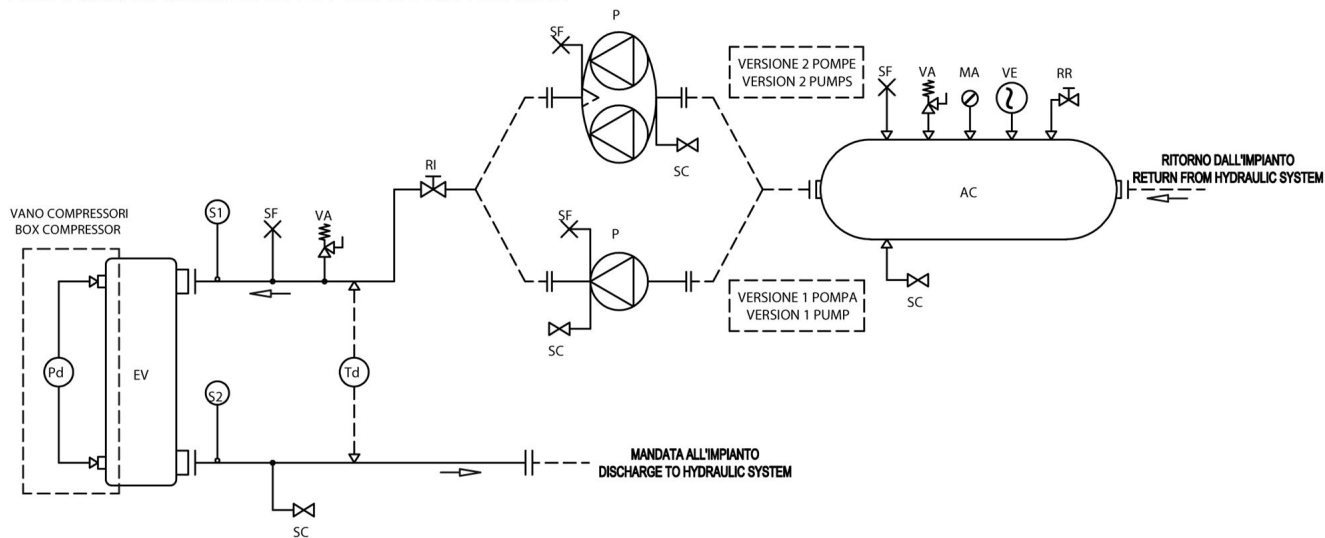 P
SF
VERSIONE 2 POMPE
VERSION 2 PUMPS
SF
VA
MA
VE
RR
SC
RI
AC
RITORNO DALL'IMPIANTO
RETURN FROM HYDRAULIC SYSTEM
VANO COMPRESSORI
BOX COMPRESSOR
S1
SF
VA
SF
P
SC
VERSIONE 1 POMPA
VERSION 1 PUMP
SC
Pd
EV
Td
S2
MANDATA ALL'IMPIANTO
DISCHARGE TO HYDRAULIC SYSTEM
SC